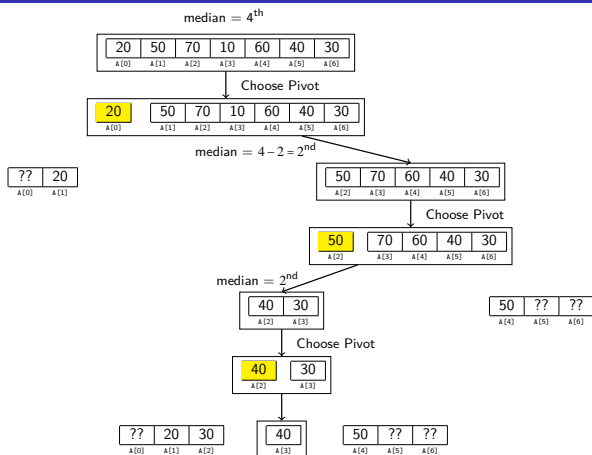 median = 4th
20 50 70 10 60 40 30
A[0] A[1] A[2] A[3] A[4] A[5] A[6]
Choose Pivot
20 50 70 10 60 40 30
A[0] A[1] A[2] A[3] A[4] A[5] A[6]
median = 4 − 2 = 2nd
?? 20 50 70 60 40 30
A[0] A[1] A[2] A[3] A[4] A[5] A[6]
Choose Pivot
50 70 60 40 30
A[2] A[3] A[4] A[5] A[6]
median = 2nd
40 30 50 ?? ??
A[2] A[3] A[4] A[5] A[6]
Choose Pivot
40 30
A[2] A[3]
?? 20 30 40 50 ?? ??
A[0] A[1] A[2] A[3] A[4] A[5] A[6]